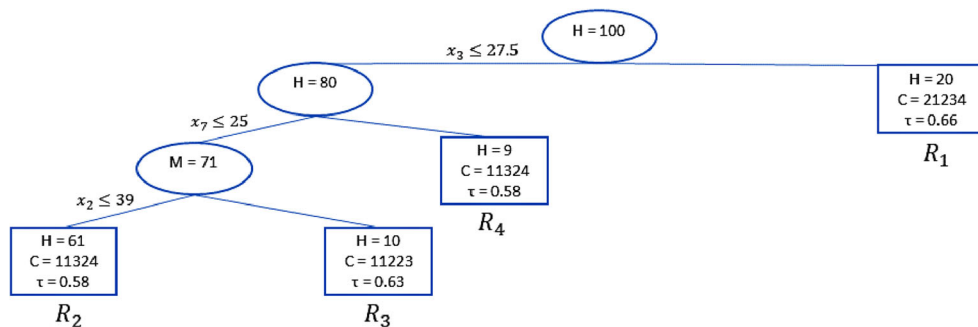 H = 100
x₃ ≤ 27.5
H = 80
H = 20
C = 21234
τ = 0.66
R₁
x₇ ≤ 25
M = 71
H = 9
C = 11324
τ = 0.58
R₄
x₂ ≤ 39
H = 61
C = 11324
τ = 0.58
R₂
H = 10
C = 11223
τ = 0.63
R₃